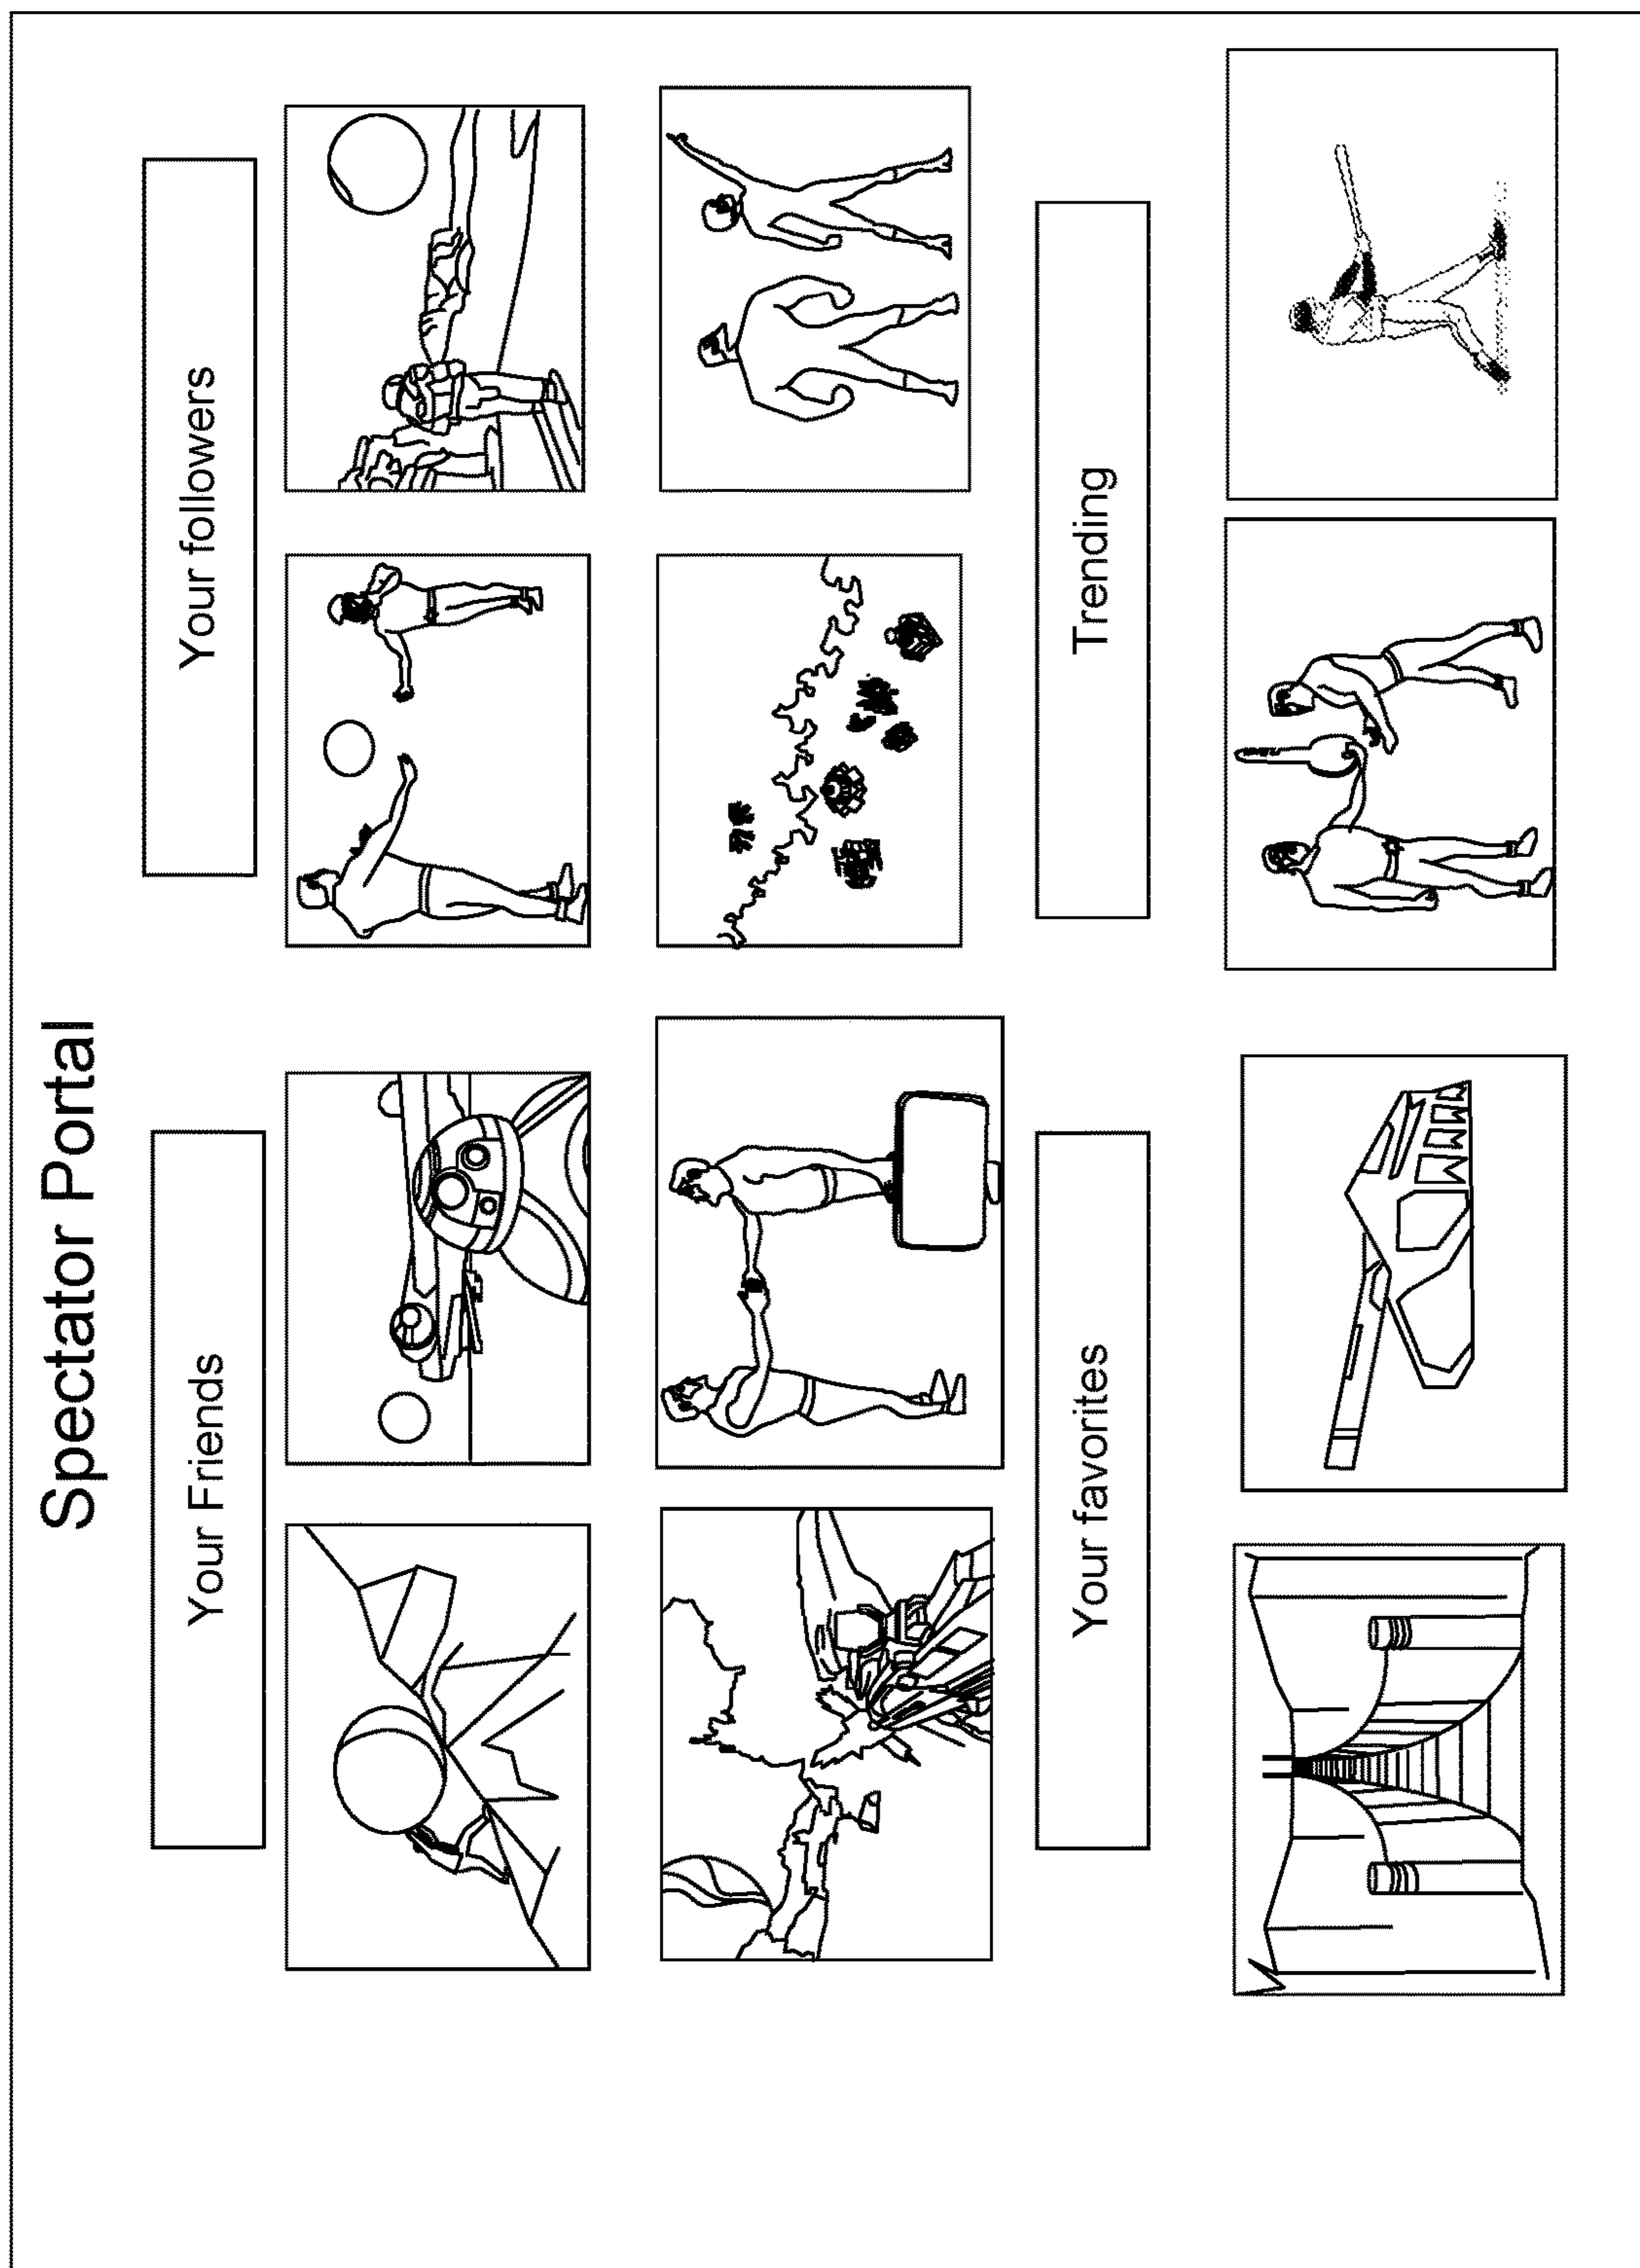 Spectator Portal
Your Friends
Your followers
Your favorites
Trending